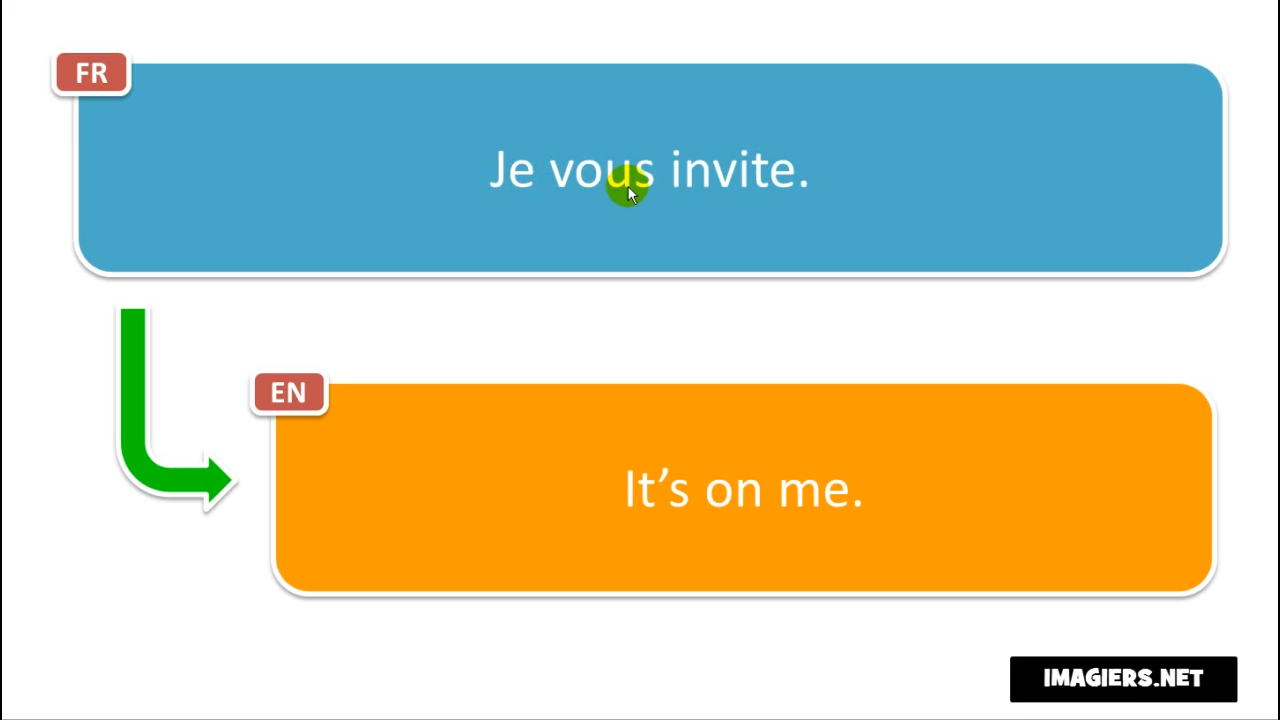 FR
Je vous invite.
EN
It’s on me.
IMAGIERS.NET